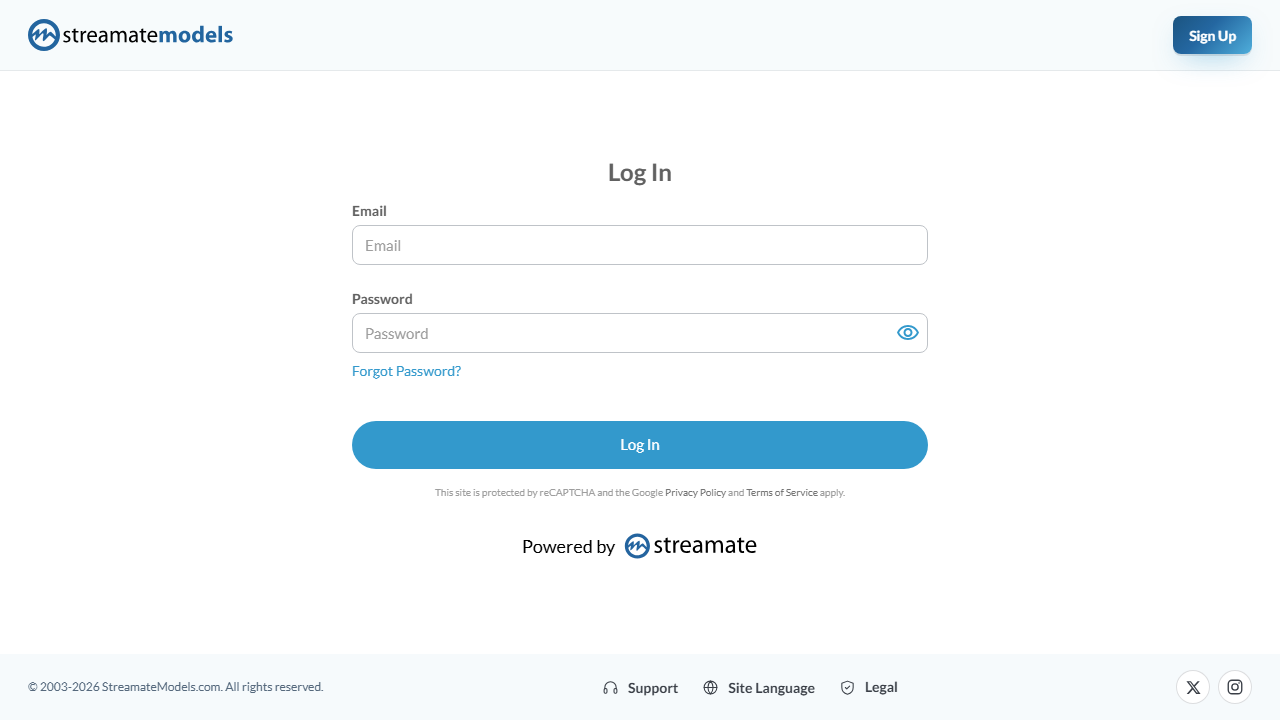 streamatemodels
Sign Up
Log In
Email
Email
Password
Password
Forgot Password?
Log In
This site is protected by reCAPTCHA and the Google Privacy Policy and Terms of Service apply.
Powered by streamate
© 2003-2026 StreamateModels.com. All rights reserved.
Support
Site Language
Legal